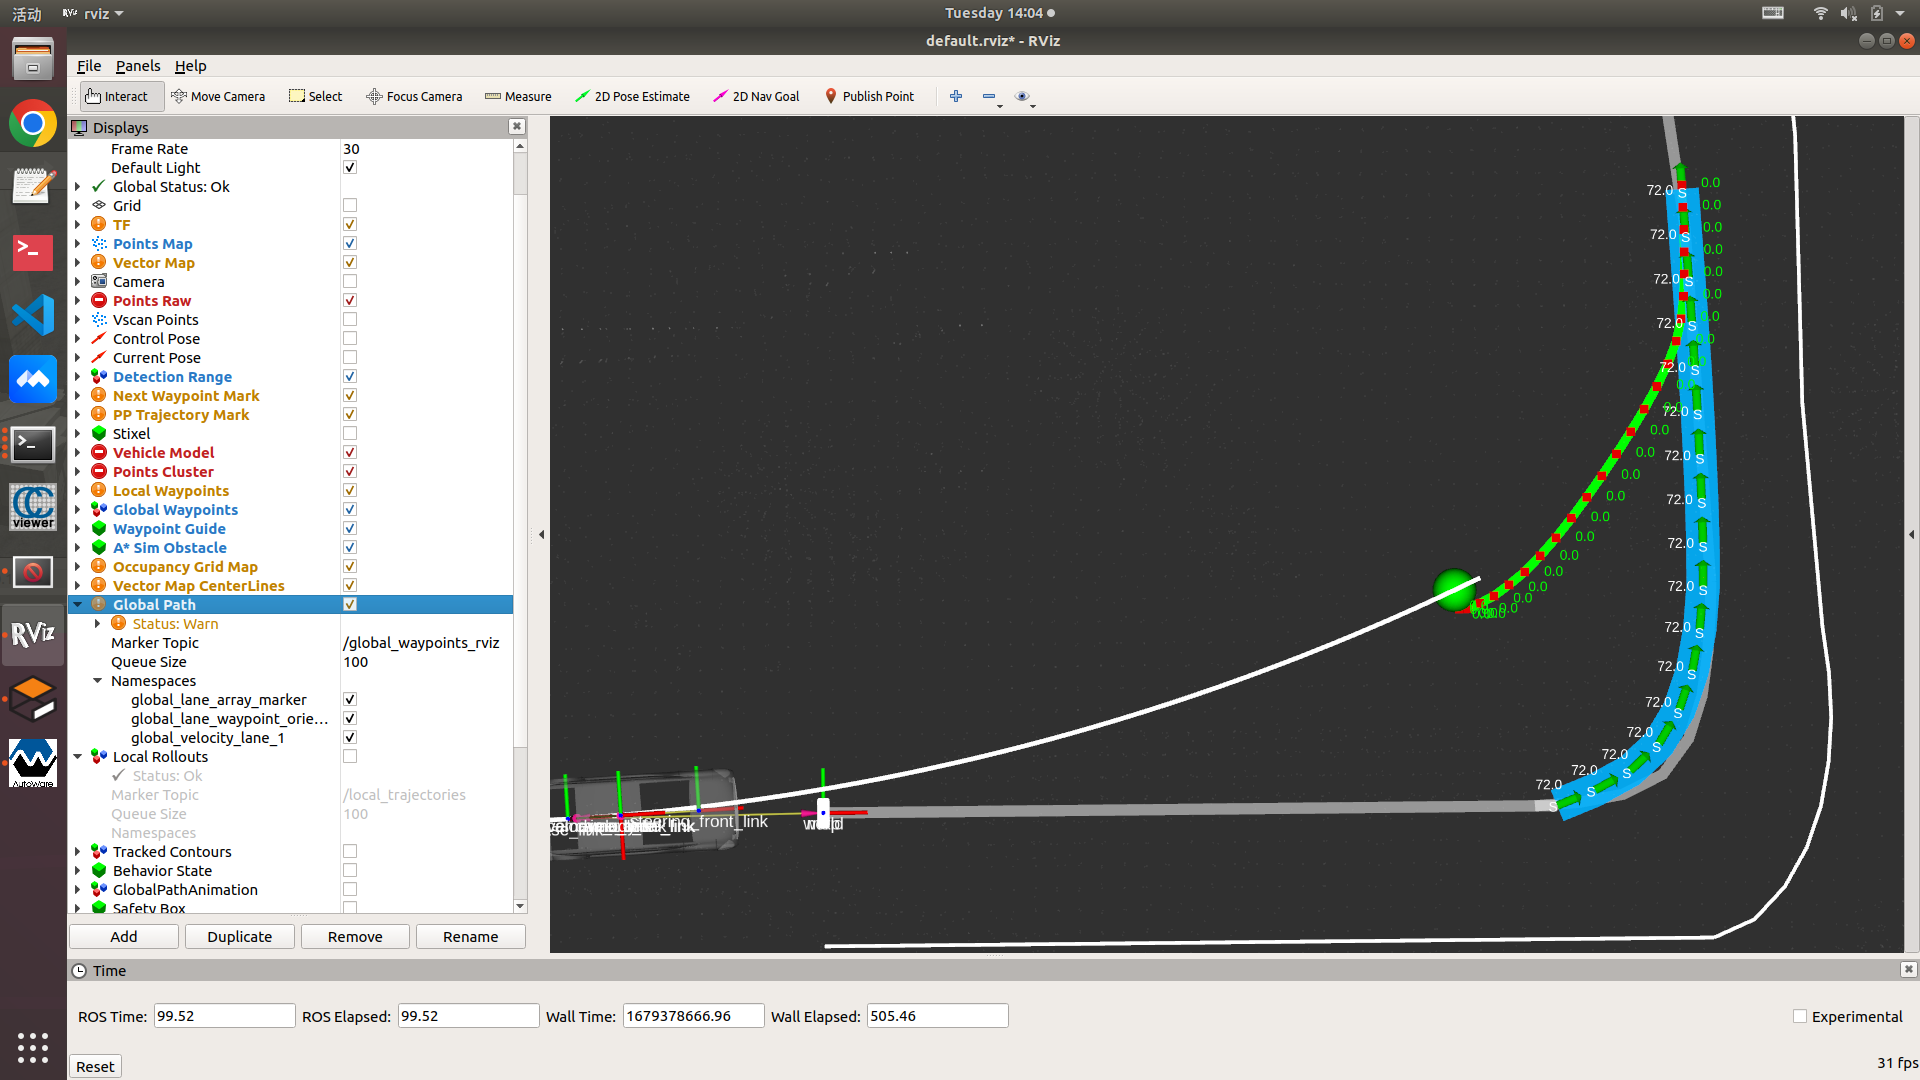 活动
RViz rviz
Tuesday 14:04
default.rviz* - RViz
File Panels Help
Interact Move Camera Select Focus Camera Measure 2D Pose Estimate 2D Nav Goal Publish Point
Displays
Frame Rate 30
Default Light
Global Status: Ok
Grid
TF
Points Map
Vector Map
Camera
Points Raw
Vscan Points
Control Pose
Current Pose
Detection Range
Next Waypoint Mark
PP Trajectory Mark
Stixel
Vehicle Model
Points Cluster
Local Waypoints
Global Waypoints
Waypoint Guide
A* Sim Obstacle
Occupancy Grid Map
Vector Map CenterLines
Global Path
Status: Warn
Marker Topic /global_waypoints_rviz
Queue Size 100
Namespaces
global_lane_array_marker
global_lane_waypoint_orie...
global_velocity_lane_1
Local Rollouts
Status: Ok
Marker Topic /local_trajectories
Queue Size 100
Namespaces
Tracked Contours
Behavior State
GlobalPathAnimation
Safety Box
Add Duplicate Remove Rename
72.0 S 0.0
0.0
0.0
72.0 S
0.0
0.0
72.0 S
0.0
0.0
72.0 S
0.0
72.0 S
0.0
72.0 S
0.0
0.0
72.0 S
0.0
0.0
72.0 S
0.0
0.0
72.0 S
0.0
0.0
72.0 S
0.0
0.0
72.0 S
72.0 S
72.0 S
72.0 S
72.0 S
72.0 S
72.0 S
front_link
Time
ROS Time: 99.52 ROS Elapsed: 99.52 Wall Time: 1679378666.96 Wall Elapsed: 505.46 Experimental
Reset
31 fps
CC
viewer
RViz
AutoWare